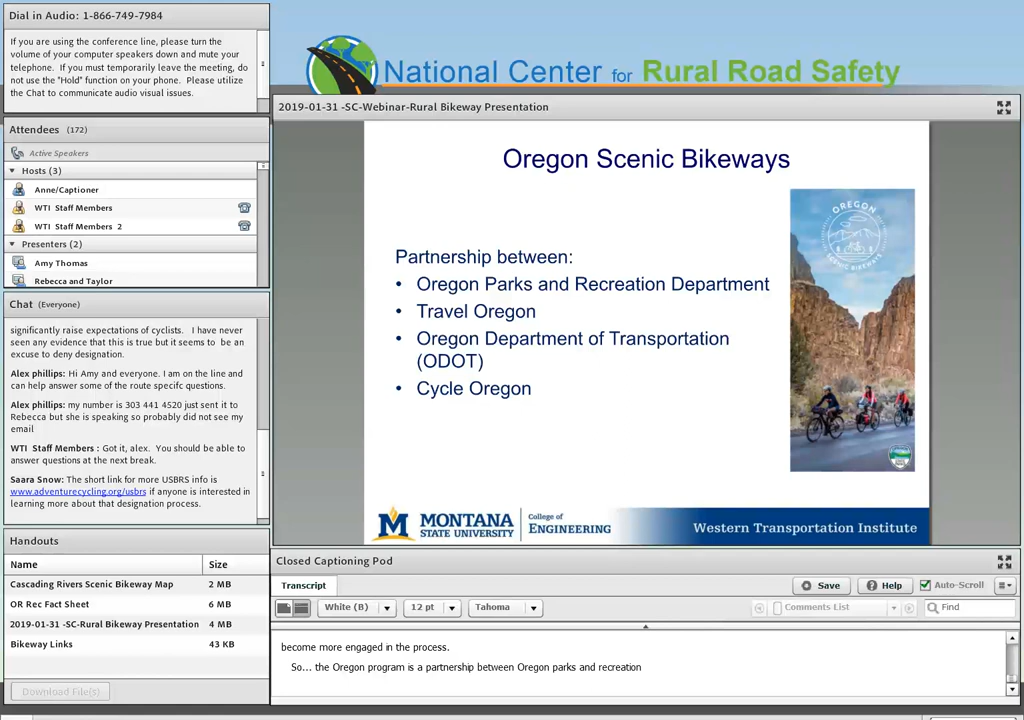 Dial in Audio: 1-866-749-7984
If you are using the conference line, please turn the
volume of your computer speakers down and mute your
telephone. If you must temporarily leave the meeting, do
not use the "Hold" function on your phone. Please utilize
the Chat to communicate audio visual issues.
National Center for Rural Road Safety
Attendees (172)
Active Speakers
Hosts (3)
Anne/Captioner
WTI Staff Members
WTI Staff Members 2
Presenters (2)
Amy Thomas
Rebecca and Taylor
Chat (Everyone)
significantly raise expectations of cyclists. I have never
seen any evidence that this is true but it seems to be an
excuse to deny designation.
Alex phillips: Hi Amy and everyone. I am on the line and
can help answer some of the route specifc questions.
Alex phillips: my number is 303 441 4520 just sent it to
Rebecca but she is speaking so probably did not see my
email
WTI Staff Members : Got it, alex. You should be able to
answer questions at the next break.
Saara Snow: The short link for more USBRS info is
www.adventurecycling.org/usbrs if anyone is interested in
learning more about that designation process.
Handouts
Name Size
Cascading Rivers Scenic Bikeway Map 2 MB
OR Rec Fact Sheet 6 MB
2019-01-31 -SC-Rural Bikeway Presentation 4 MB
Bikeway Links 43 KB
Download File(s)
2019-01-31 -SC-Webinar-Rural Bikeway Presentation
Oregon Scenic Bikeways
Partnership between:
• Oregon Parks and Recreation Department
• Travel Oregon
• Oregon Department of Transportation
(ODOT)
• Cycle Oregon
OREGON
SCENIC BIKEWAYS
M MONTANA
STATE UNIVERSITY
College of
ENGINEERING
Western Transportation Institute
Closed Captioning Pod
Transcript
Save
Help
Auto-Scroll
White (B)
12 pt
Tahoma
Comments List
Find
become more engaged in the process.
So... the Oregon program is a partnership between Oregon parks and recreation